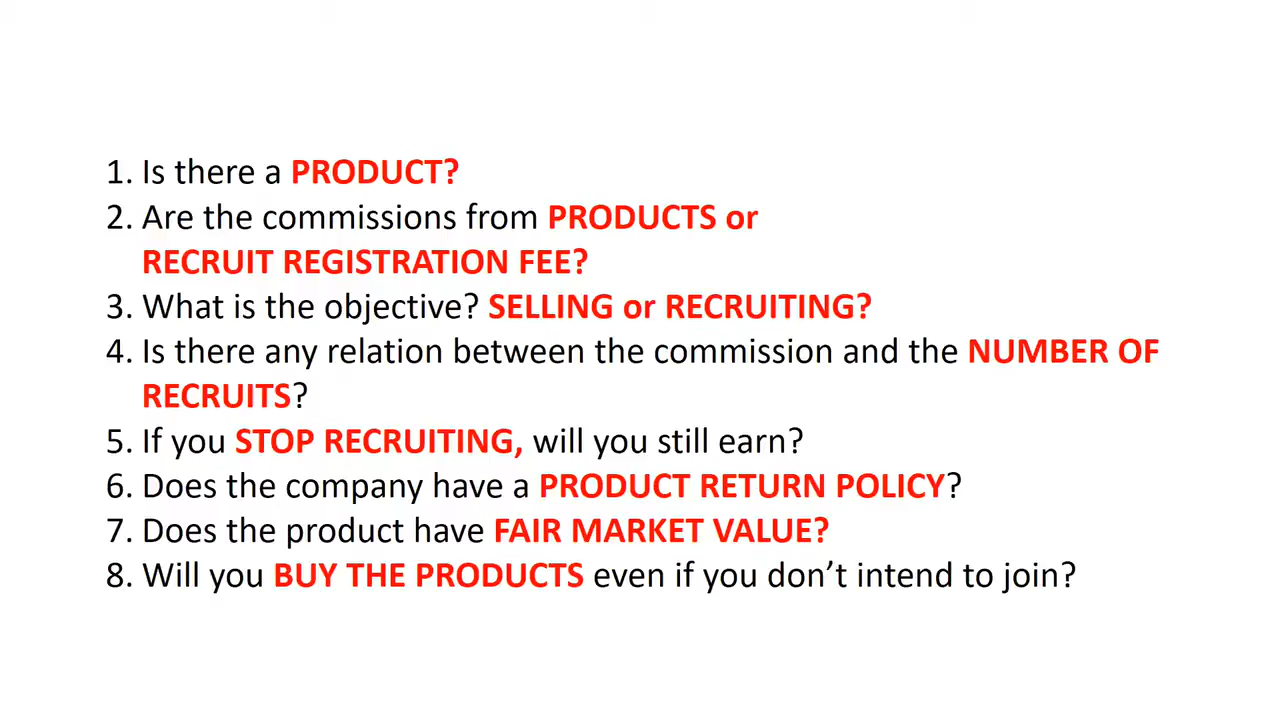 1. Is there a PRODUCT?
2. Are the commissions from PRODUCTS or
RECRUIT REGISTRATION FEE?
3. What is the objective? SELLING or RECRUITING?
4. Is there any relation between the commission and the NUMBER OF
RECRUITS?
5. If you STOP RECRUITING, will you still earn?
6. Does the company have a PRODUCT RETURN POLICY?
7. Does the product have FAIR MARKET VALUE?
8. Will you BUY THE PRODUCTS even if you don’t intend to join?